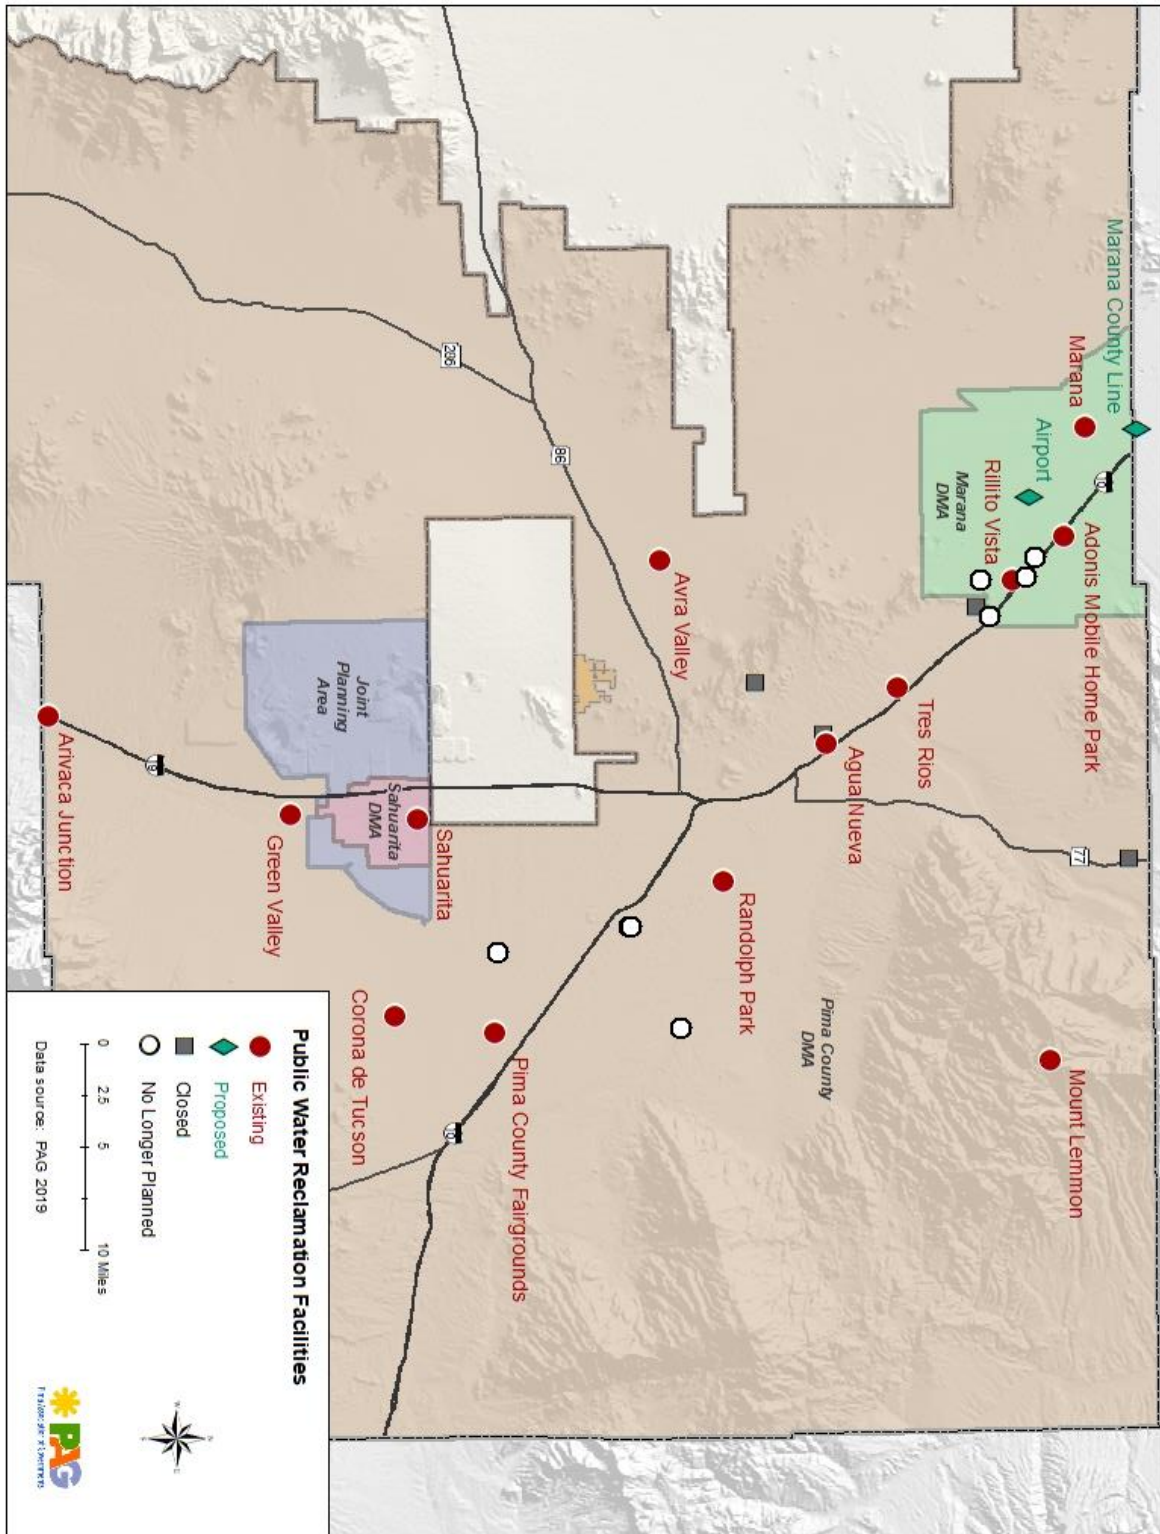 Marana County Line
Marana
Airport
10
Adonis Mobile Home Park
Rillito Vista
Marana
DMA
Tres Rios
77
Mount Lemmon
Agua Nueva
Pima County
DMA
Avra Valley
Randolph Park
86
286
Pima County Fairgrounds
10
Sahuarita
Corona de Tucson
Joint
Planning
Area
Sahuarita
DMA
Green Valley
19
Arivaca Junction
Public Water Reclamation Facilities
Existing
Proposed
Closed
No Longer Planned
0 2.5 5 10 Miles
Data source: PAG 2019
PAG